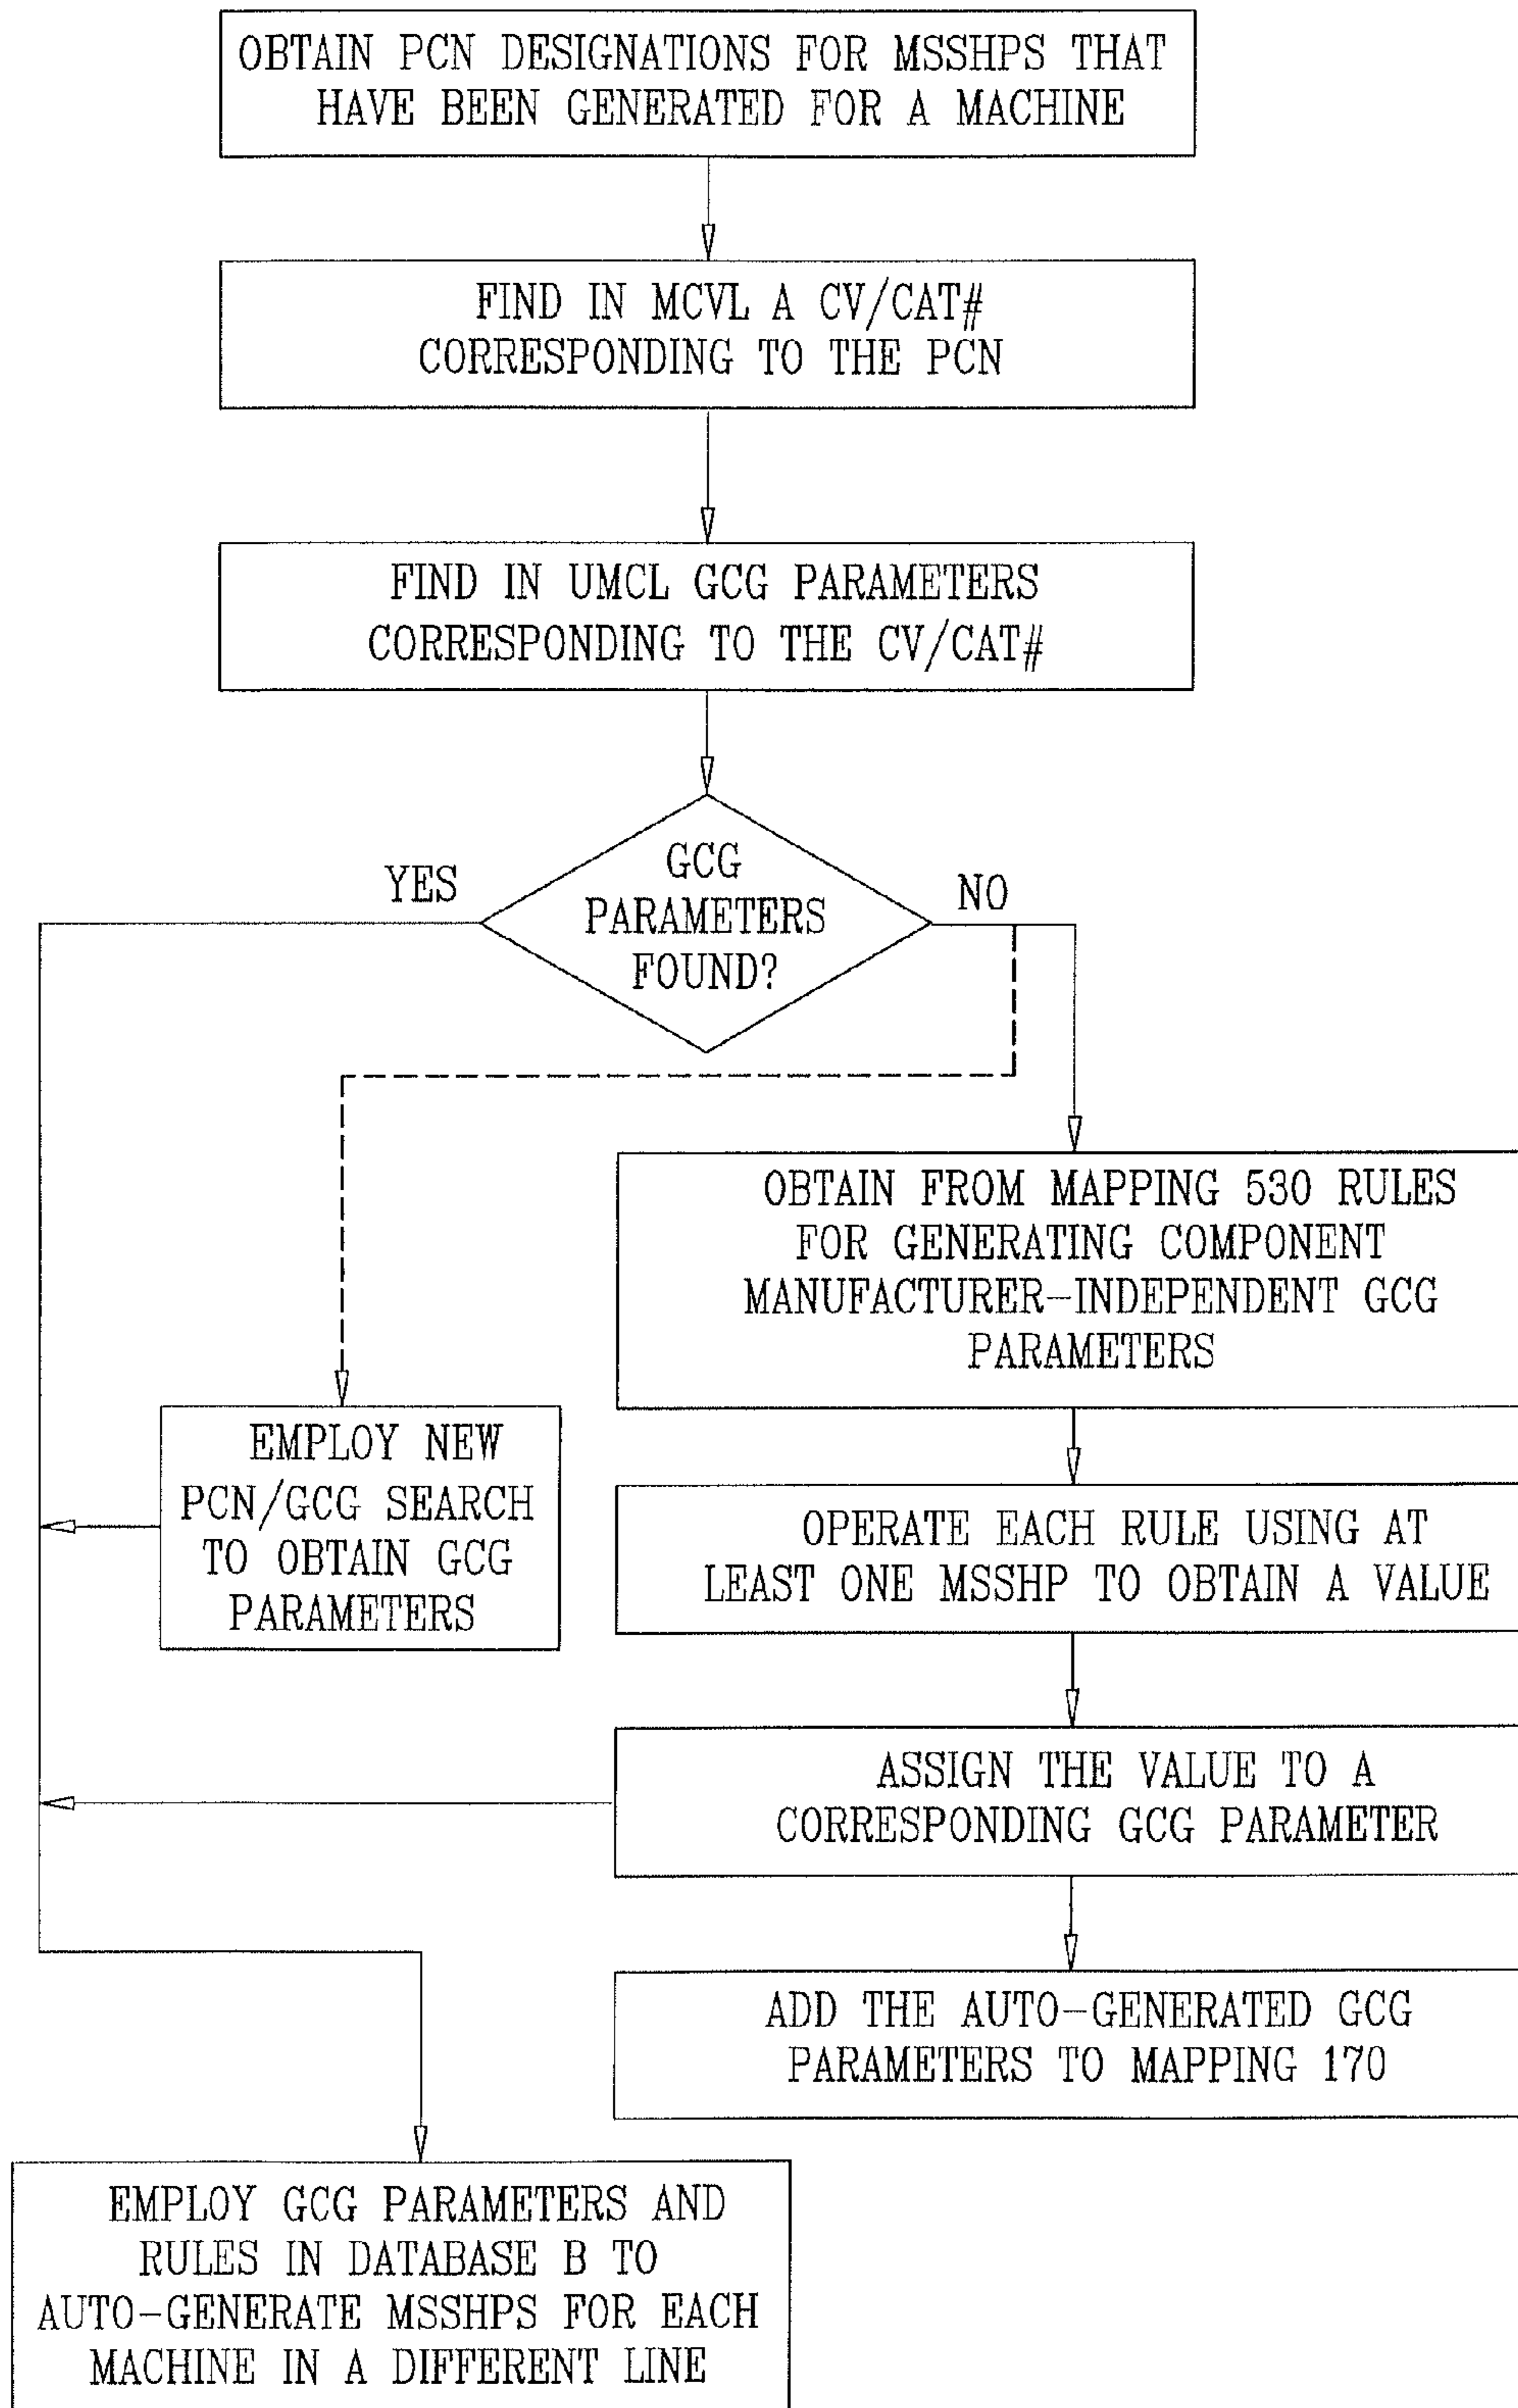 OBTAIN PCN DESIGNATIONS FOR MSSHPS THAT
HAVE BEEN GENERATED FOR A MACHINE
FIND IN MCVL A CV/CAT#
CORRESPONDING TO THE PCN
FIND IN UMCL GCG PARAMETERS
CORRESPONDING TO THE CV/CAT#
GCG
PARAMETERS
FOUND?
YES
NO
OBTAIN FROM MAPPING 530 RULES
FOR GENERATING COMPONENT
MANUFACTURER-INDEPENDENT GCG
PARAMETERS
EMPLOY NEW
PCN/GCG SEARCH
TO OBTAIN GCG
PARAMETERS
OPERATE EACH RULE USING AT
LEAST ONE MSSHP TO OBTAIN A VALUE
ASSIGN THE VALUE TO A
CORRESPONDING GCG PARAMETER
ADD THE AUTO-GENERATED GCG
PARAMETERS TO MAPPING 170
EMPLOY GCG PARAMETERS AND
RULES IN DATABASE B TO
AUTO-GENERATE MSSHPS FOR EACH
MACHINE IN A DIFFERENT LINE